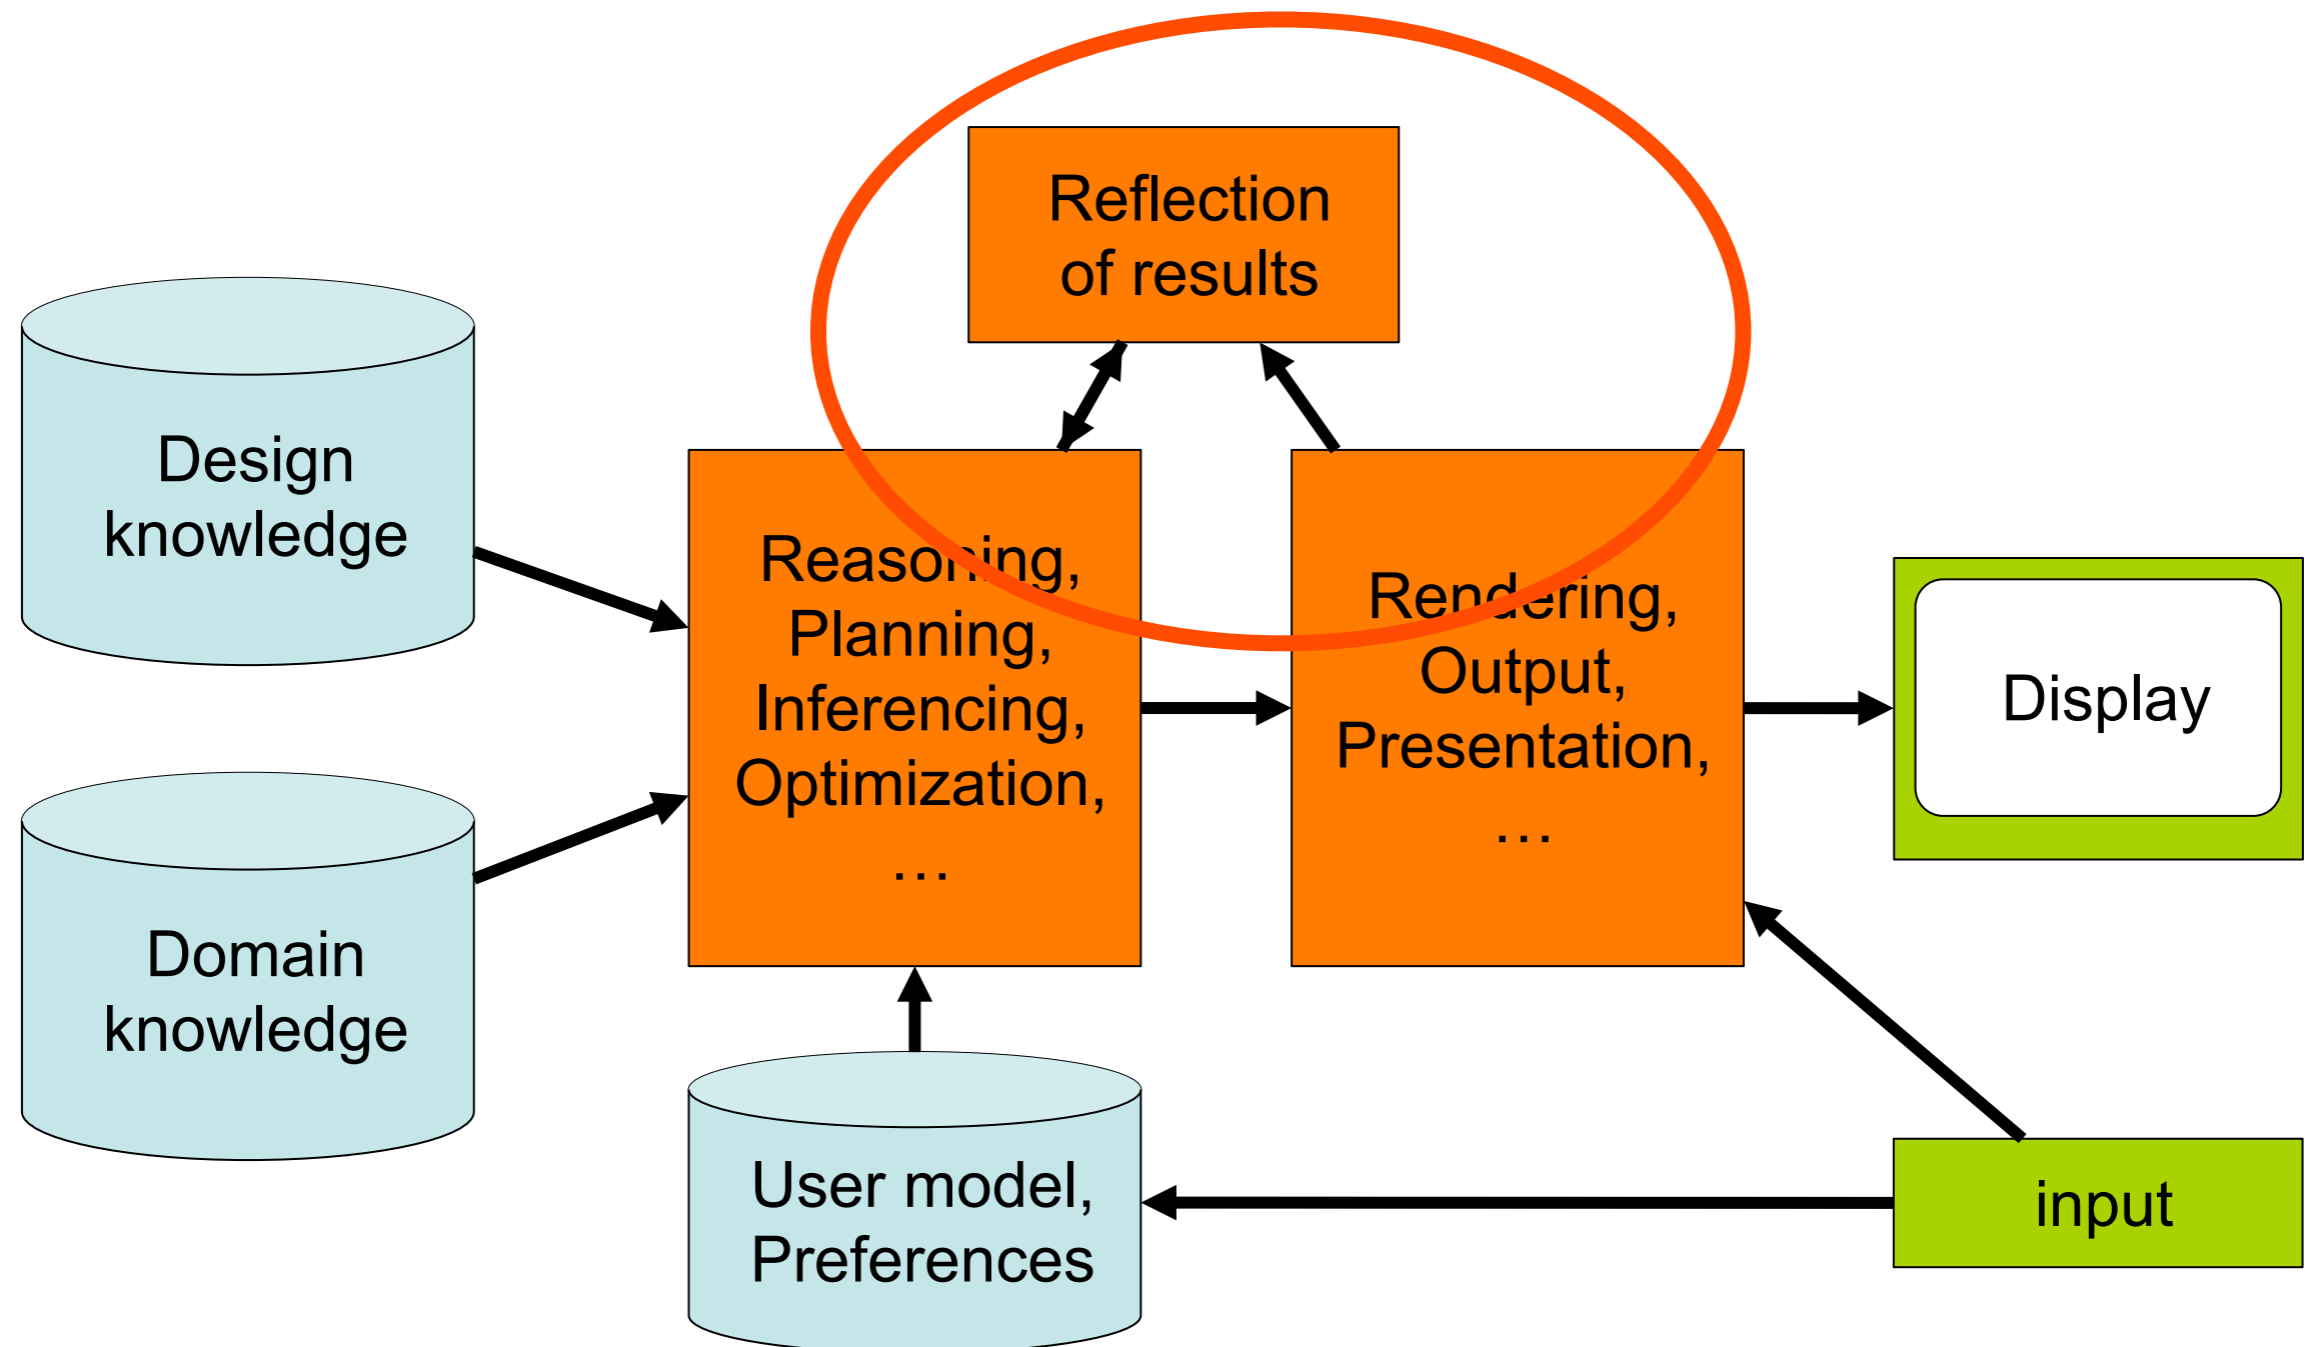 Reflection
of results
Design
knowledge
Reasoning,
Planning,
Inferencing,
Optimization,
…
Rendering,
Output,
Presentation,
…
Display
Domain
knowledge
User model,
Preferences
input